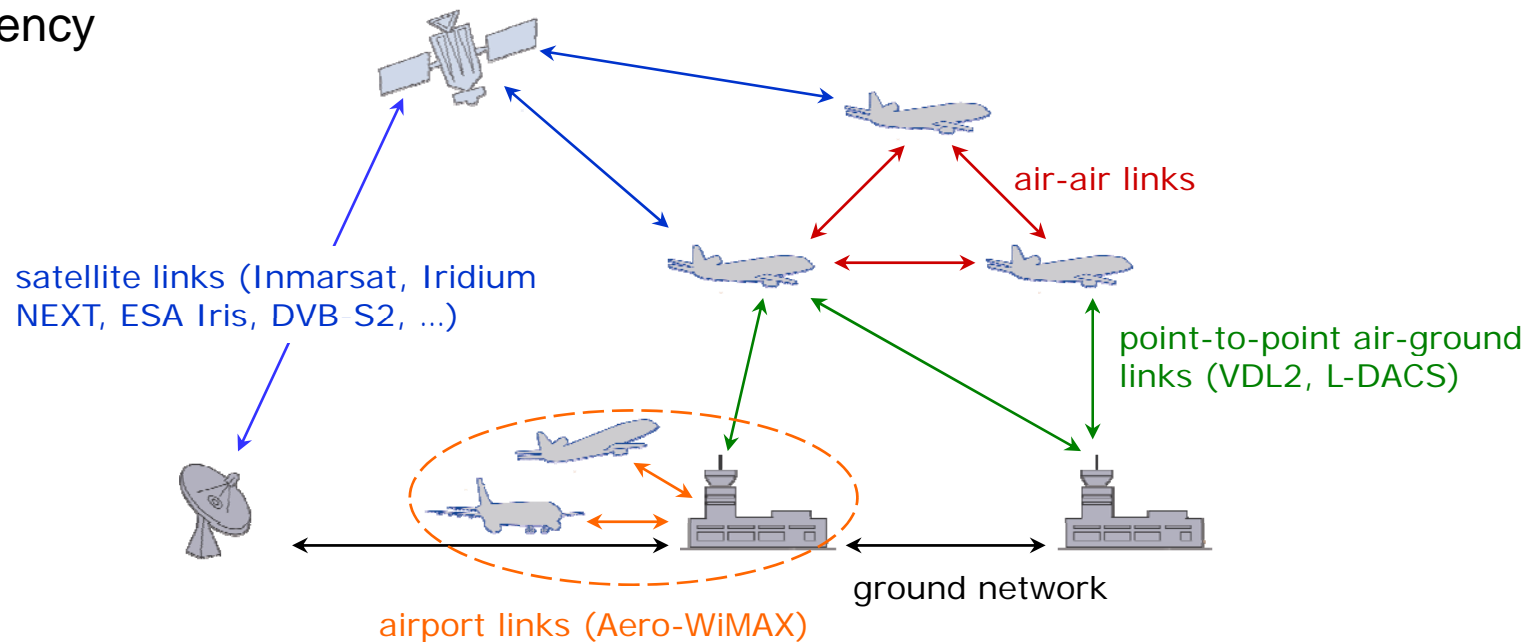 ency
air-air links
satellite links (Inmarsat, Iridium
NEXT, ESA Iris, DVB S2, ...)
point-to-point air-ground
links (VDL2, L-DACS)
ground network
airport links (Aero-WiMAX)